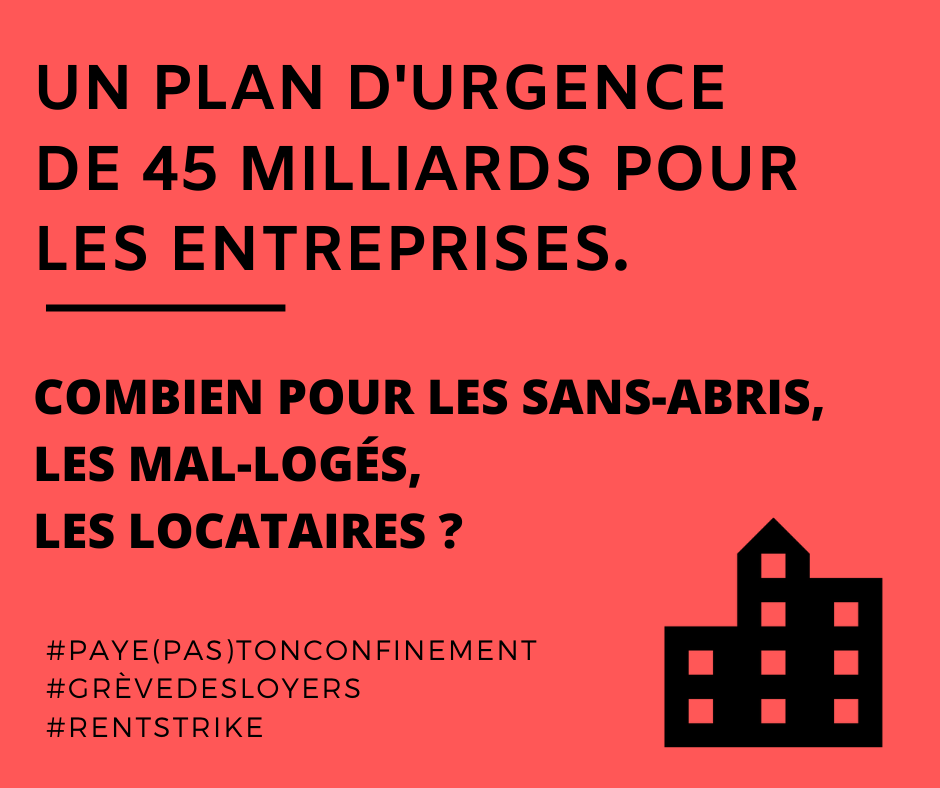 UN PLAN D'URGENCE
DE 45 MILLIARDS POUR
LES ENTREPRISES.
COMBIEN POUR LES SANS-ABRIS,
LES MAL-LOGÉS,
LES LOCATAIRES ?
#PAYE(PAS)TONCONFINEMENT
#GRÈVEDESLOYERS
#RENTSTRIKE